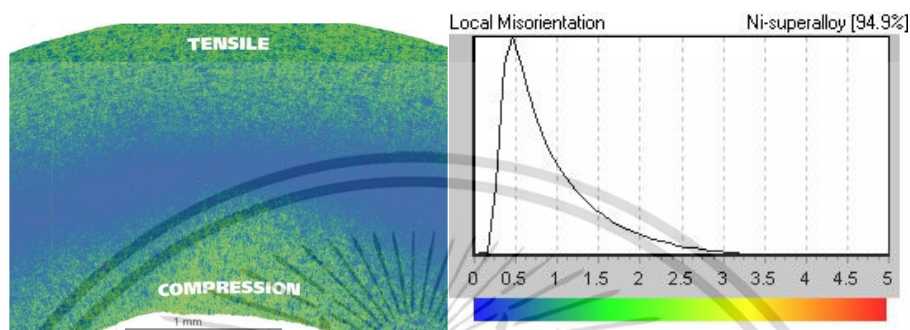 TENSILE
COMPRESSION
1 mm
Local Misorientation Ni-superalloy [94.9%]
0 0.5 1 1.5 2 2.5 3 3.5 4 4.5 5